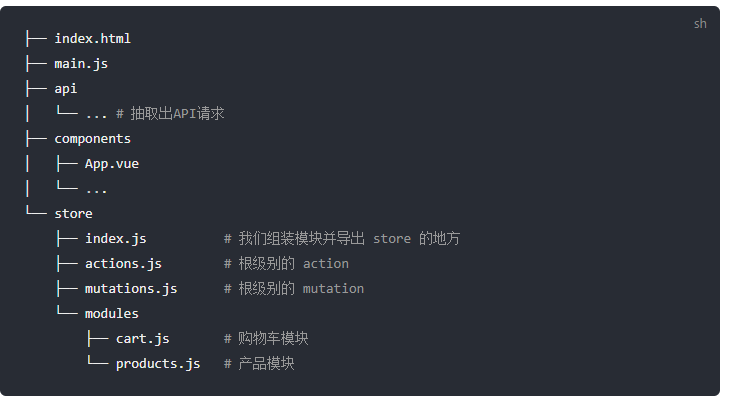 sh
├── index.html
├── main.js
├── api
│   └── ... # 抽取出API请求
├── components
│   ├── App.vue
│   └── ...
└── store
    ├── index.js          # 我们组装模块并导出 store 的地方
    ├── actions.js        # 根级别的 action
    ├── mutations.js      # 根级别的 mutation
    └── modules
        ├── cart.js       # 购物车模块
        └── products.js   # 产品模块